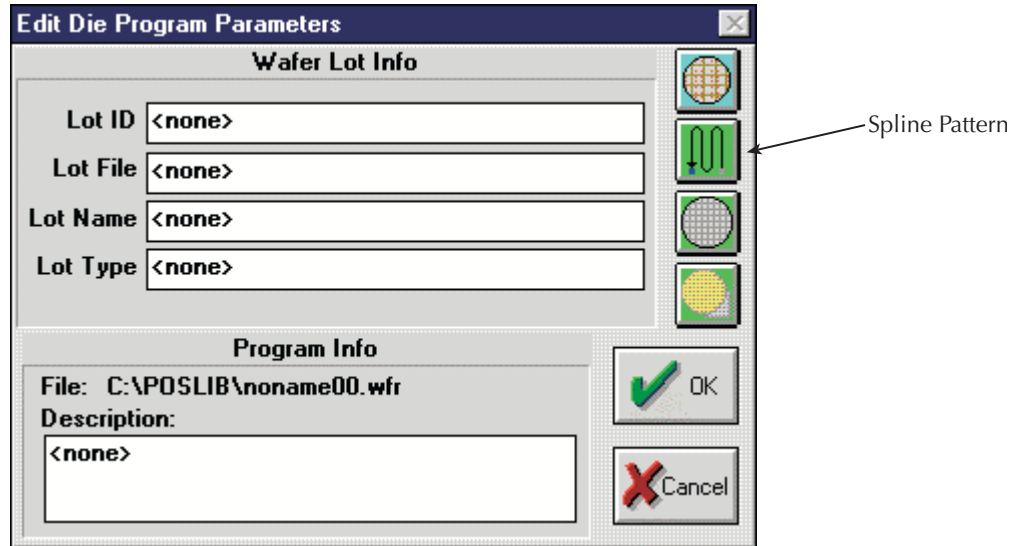 Edit Die Program Parameters
Wafer Lot Info
Lot ID <none>
Lot File <none>
Lot Name <none>
Lot Type <none>
Spline Pattern
Program Info
File: C:\POSLIB\noname00.wfr
Description:
<none>
OK
Cancel